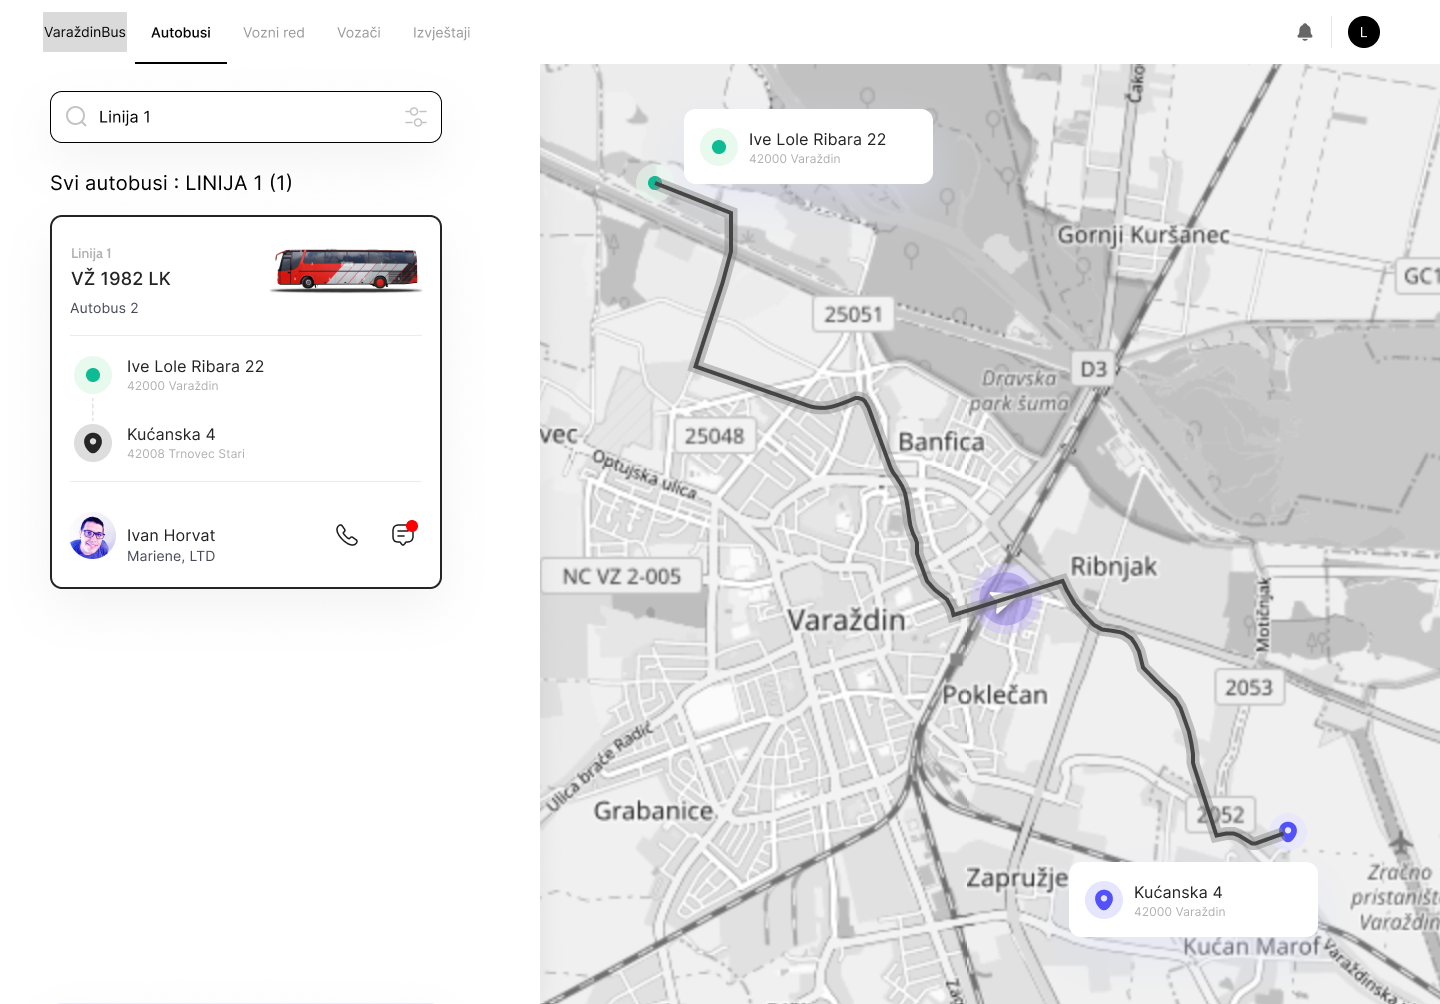 VaraždinBus
Autobusi
Vozni red
Vozači
Izvještaji
L
Linija 1
Svi autobusi : LINIJA 1 (1)
Linija 1
VŽ 1982 LK
Autobus 2
Ive Lole Ribara 22
42000 Varaždin
Kućanska 4
42008 Trnovec Stari
Ivan Horvat
Mariene, LTD
Ive Lole Ribara 22
42000 Varaždin
Gornji Kuršanec
GC1
25051
D3
Dravska
park šuma
vec
25048
Banfica
Optujska ulica
NC VZ 2-005
Ribnjak
Varaždin
Motičnjak
Poklečan
2053
Ulica braće Radić
Grabanice
2052
Zapružje
Zračno
pristanište
Varaždin
Kućanska 4
42000 Varaždin
Kućan Marof
Varaždinska